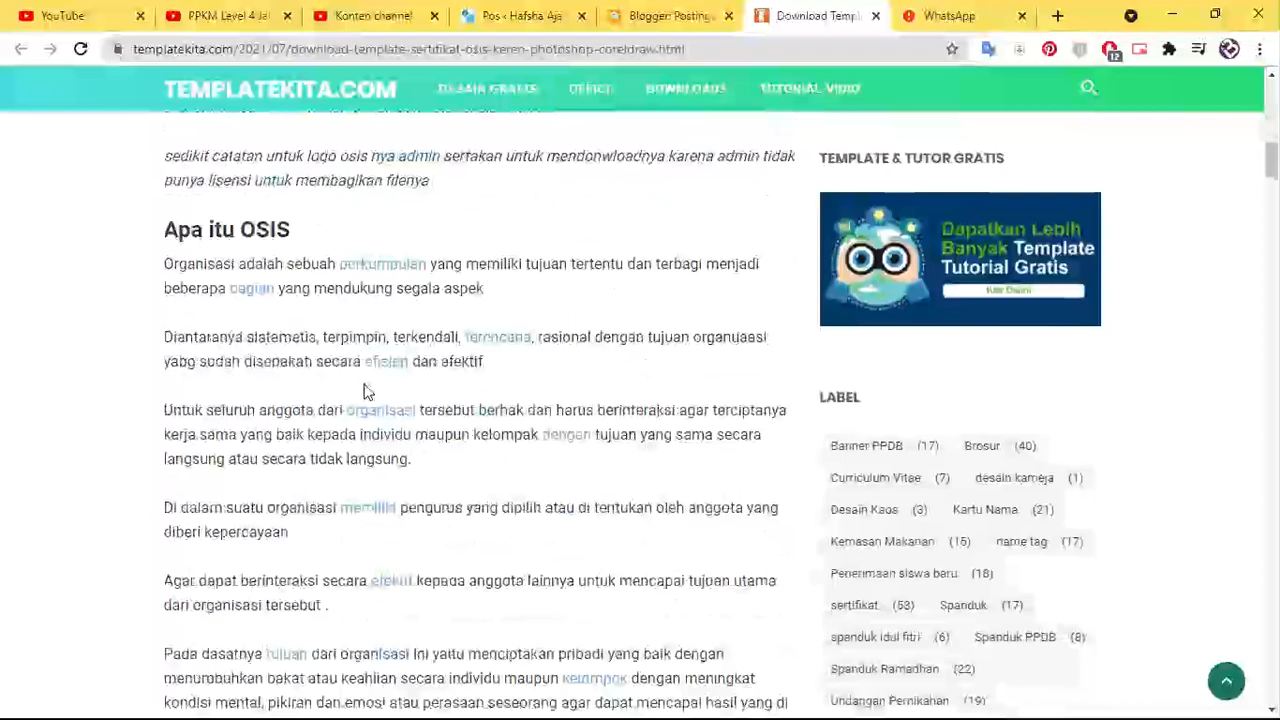 YouTube
PPKM Level 4 Ja
Konten channel
Pos ‹ Hafsha Aja
Blogger: Posting
Download Templ
WhatsApp
templatekita.com/2021/07/download-template-sertifikat-osis-keren-photoshop-coreldraw.html
12
TEMPLATEKITA.COM
DESAIN GRATIS
OFFICE
DOWNLOADS
TUTORIAL VIDIO
sedikit catatan untuk logo osis nya admin sertakan untuk mendonwloadnya karena admin tidak
punya lisensi untuk membagikan filenya
Apa itu OSIS
Organisasi adalah sebuah perkumpulan yang memiliki tujuan tertentu dan terbagi menjadi
beberapa bagian yang mendukung segala aspek
Diantaranya sistematis, terpimpin, terkendali, terencana, rasional dengan tujuan
yang sudah disepakati secara efisien dan efektif
Untuk seluruh anggota dari organisasi tersebut berhak dan harus berinteraksi agar terciptanya
kerja sama yang baik kepada individu maupun kelompak dengan tujuan yang sama secara
langsung atau secara tidak langsung.
Di dalam suatu organisasi memiliki pengurus yang dipilih atau di tentukan oleh anggota yang
diberi kepercayaan
Agar dapat berinteraksi secara kepada anggota lainnya untuk mencapai tujuan utama
dari organisasi tersebut .
Pada dasatnya tujuan dari organisasi ini yaitu menciptakan pribadi yang baik dengan
bakat atau keahlian secara individu maupun kelompok dengan meningkat
kondisi mental, pikiran dan emosi atau perasaan seseorang agar dapat mencapai hasil yang di
TEMPLATE & TUTOR GRATIS
Dapatkan Lebih
Banyak Template
Tutorial Gratis
Klik Disini
LABEL
Banner PPDB (17)
Brosur (40)
Curriculum Vitae (7)
desain kameja (1)
Desain Kaos (3)
Kartu Nama (21)
Kemasan Makanan (15)
name tag (17)
Penerimaan siswa baru (18)
sertifikat (53)
Spanduk (17)
spanduk idul fitri (6)
Spanduk PPDB (8)
Spanduk Ramadhan (22)
Undangan Pernikahan (19)